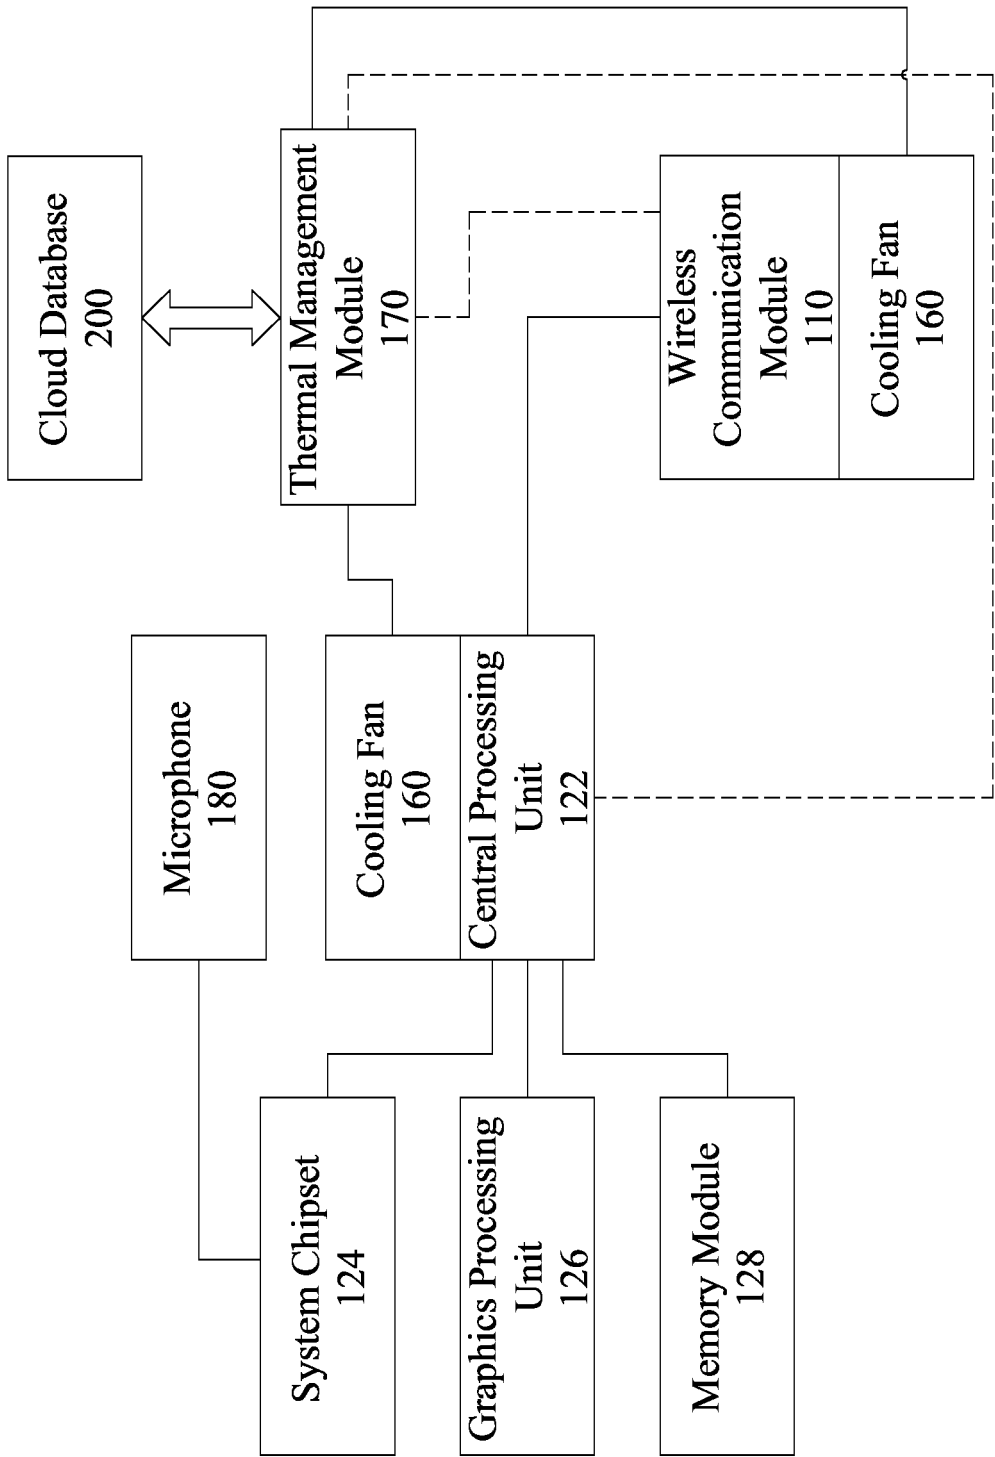 Cloud Database
200
Thermal Management
Module
170
Wireless
Communication
Module
110
Cooling Fan
160
Microphone
180
Cooling Fan
160
Central Processing
Unit
122
System Chipset
124
Graphics Processing
Unit
126
Memory Module
128